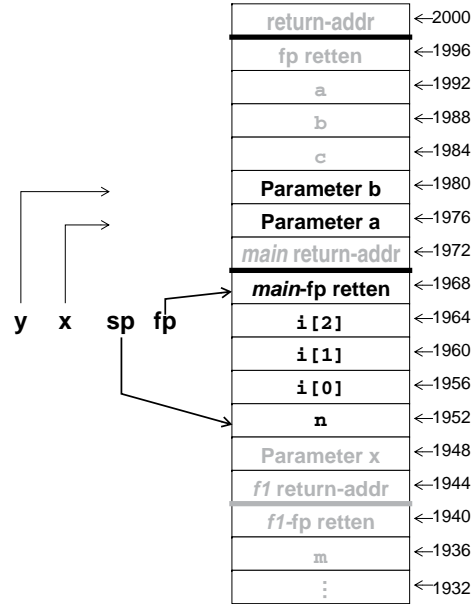 return-addr ←2000
fp retten ←1996
a ←1992
b ←1988
c ←1984
Parameter b ←1980
Parameter a ←1976
main return-addr ←1972
main-fp retten ←1968
y x sp fp
i[2] ←1964
i[1] ←1960
i[0] ←1956
n ←1952
Parameter x ←1948
f1 return-addr ←1944
f1-fp retten ←1940
m ←1936
⋮ ←1932